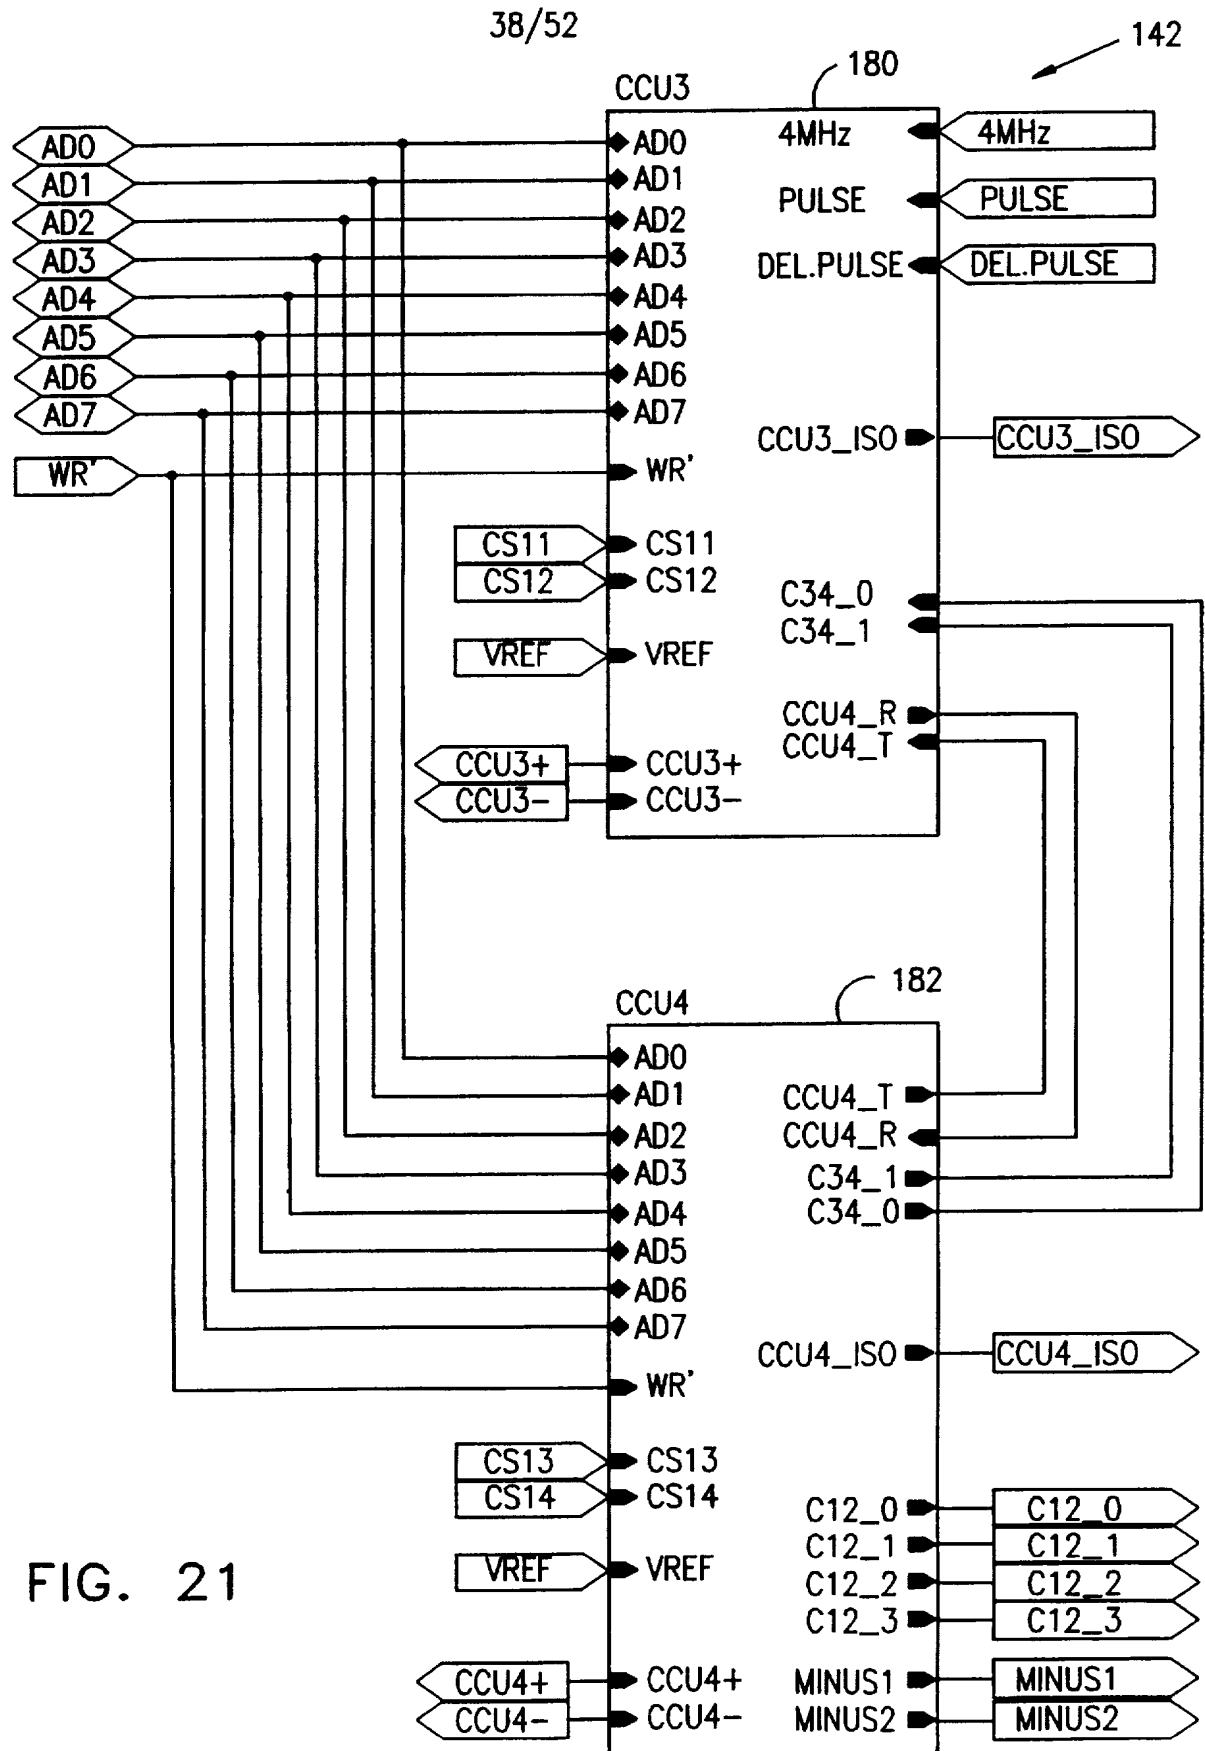 38/52
142
180
CCU3
AD0 AD0 4MHz 4MHz
AD1 AD1
AD2 AD2 PULSE PULSE
AD3 AD3 DEL.PULSE DEL.PULSE
AD4 AD4
AD5 AD5
AD6 AD6
AD7 AD7
CCU3_ISO CCU3_ISO
WR' WR'
CS11 CS11
CS12 CS12 C34_0
C34_1
VREF VREF
CCU4_R
CCU4_T
CCU3+ CCU3+
CCU3- CCU3-
182
CCU4
AD0
AD1 CCU4_T
AD2 CCU4_R
AD3 C34_1
AD4 C34_0
AD5
AD6
AD7
CCU4_ISO CCU4_ISO
WR'
CS13 CS13
CS14 CS14 C12_0 C12_0
C12_1 C12_1
VREF VREF C12_2 C12_2
C12_3 C12_3
CCU4+ CCU4+ MINUS1 MINUS1
CCU4- CCU4- MINUS2 MINUS2
FIG. 21